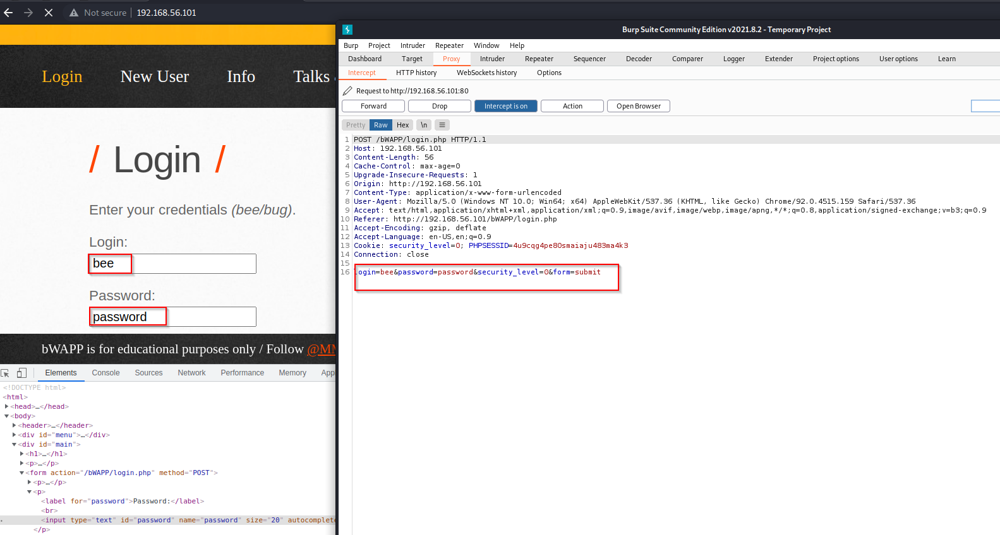 Not secure | 192.168.56.101
Login New User Info Talks
/ Login /
Enter your credentials (bee/bug).
Login:
bee
Password:
password
bWAPP is for educational purposes only / Follow @MM
Elements Console Sources Network Performance Memory App
<!DOCTYPE html>
<html>
<head>…</head>
<body>
<header>…</header>
<div id="menu">…</div>
<div id="main">
<h1>…</h1>
<p>…</p>
<form action="/bWAPP/login.php" method="POST">
<p>…</p>
<p>
<label for="password">Password:</label>
<br>
<input type="text" id="password" name="password" size="20" autocomplete
</p>
Burp Suite Community Edition v2021.8.2 - Temporary Project
Burp Project Intruder Repeater Window Help
Dashboard Target Proxy Intruder Repeater Sequencer Decoder Comparer Logger Extender Project options User options Learn
Intercept HTTP history WebSockets history Options
Request to http://192.168.56.101:80
Forward Drop Intercept is on Action Open Browser
Pretty Raw Hex \n
1 POST /bWAPP/login.php HTTP/1.1
2 Host: 192.168.56.101
3 Content-Length: 56
4 Cache-Control: max-age=0
5 Upgrade-Insecure-Requests: 1
6 Origin: http://192.168.56.101
7 Content-Type: application/x-www-form-urlencoded
8 User-Agent: Mozilla/5.0 (Windows NT 10.0; Win64; x64) AppleWebKit/537.36 (KHTML, like Gecko) Chrome/92.0.4515.159 Safari/537.36
9 Accept: text/html,application/xhtml+xml,application/xml;q=0.9,image/avif,image/webp,image/apng,*/*;q=0.8,application/signed-exchange;v=b3;q=0.9
10 Referer: http://192.168.56.101/bWAPP/login.php
11 Accept-Encoding: gzip, deflate
12 Accept-Language: en-US,en;q=0.9
13 Cookie: security_level=0; PHPSESSID=4u9cqg4pe80smaiaju483ma4k3
14 Connection: close
15
16 login=bee&password=password&security_level=0&form=submit